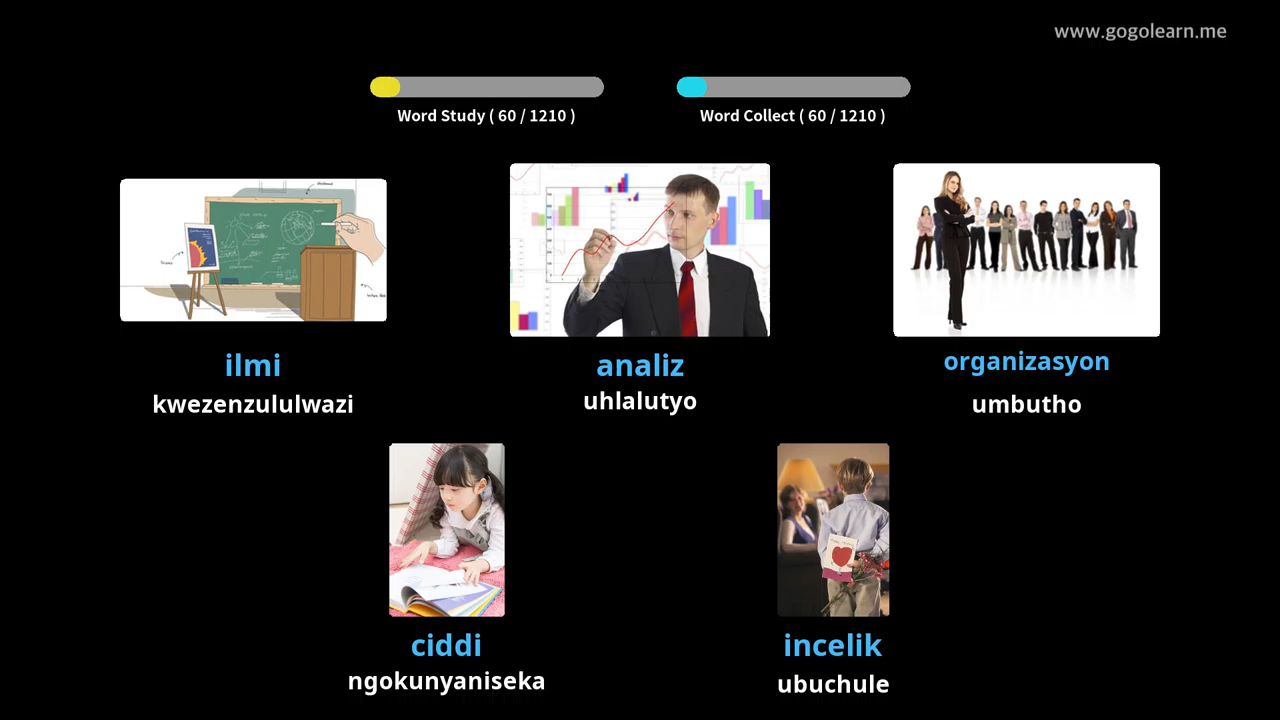 www.gogolearn.me
Word Study ( 60 / 1210 )
Word Collect ( 60 / 1210 )
ilmi
kwezenzululwazi
analiz
uhlalutyo
organizasyon
umbutho
ciddi
ngokunyaniseka
incelik
ubuchule